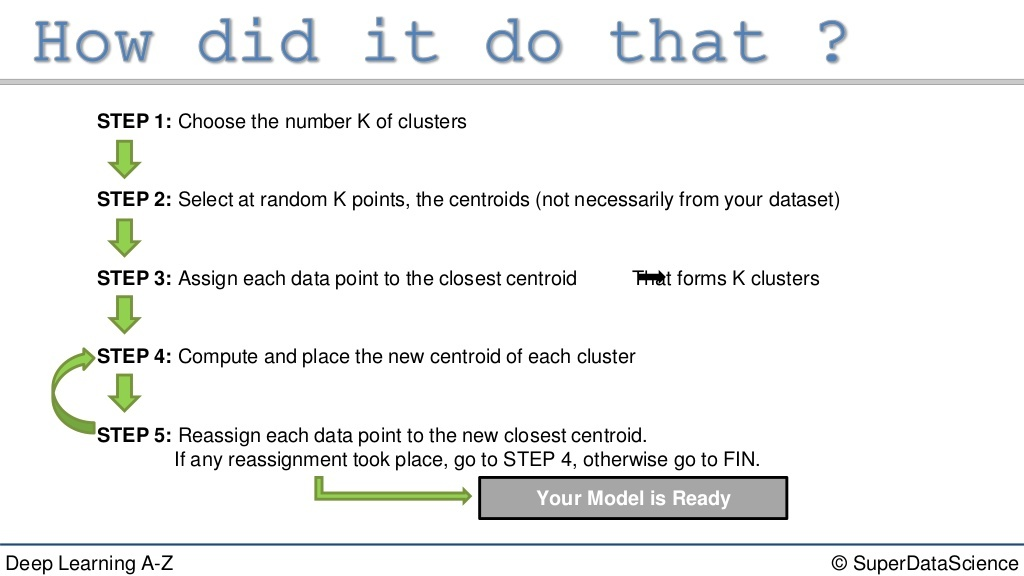 How did it do that ?
STEP 1: Choose the number K of clusters
STEP 2: Select at random K points, the centroids (not necessarily from your dataset)
STEP 3: Assign each data point to the closest centroid That forms K clusters
STEP 4: Compute and place the new centroid of each cluster
STEP 5: Reassign each data point to the new closest centroid.
If any reassignment took place, go to STEP 4, otherwise go to FIN.
Your Model is Ready
Deep Learning A-Z © SuperDataScience